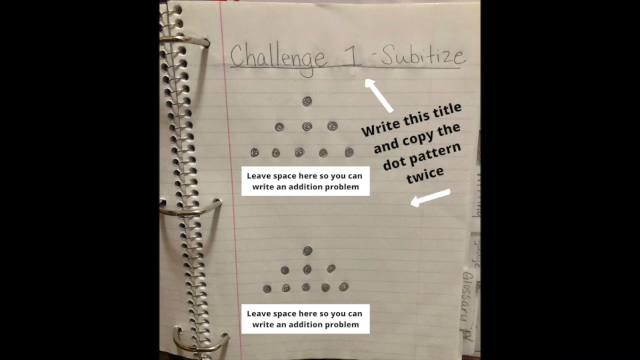 Challenge 1 - Subitize
Write this title
and copy the
dot pattern
twice
Leave space here so you can
write an addition problem
Leave space here so you can
write an addition problem
Glossary